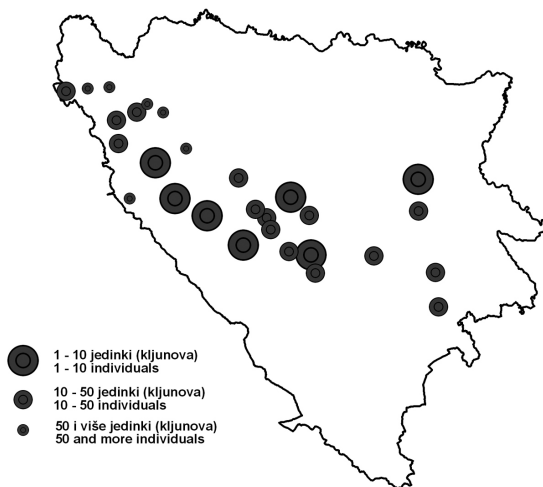 1 - 10 jedinki (kljunova)
1 - 10 individuals
10 - 50 jedinki (kljunova)
10 - 50 individuals
50 i više jedinki (kljunova)
50 and more individuals